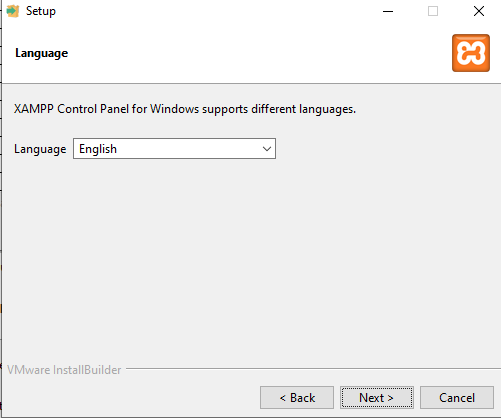 Setup
Language
XAMPP Control Panel for Windows supports different languages.
Language English
VMware InstallBuilder
< Back Next > Cancel